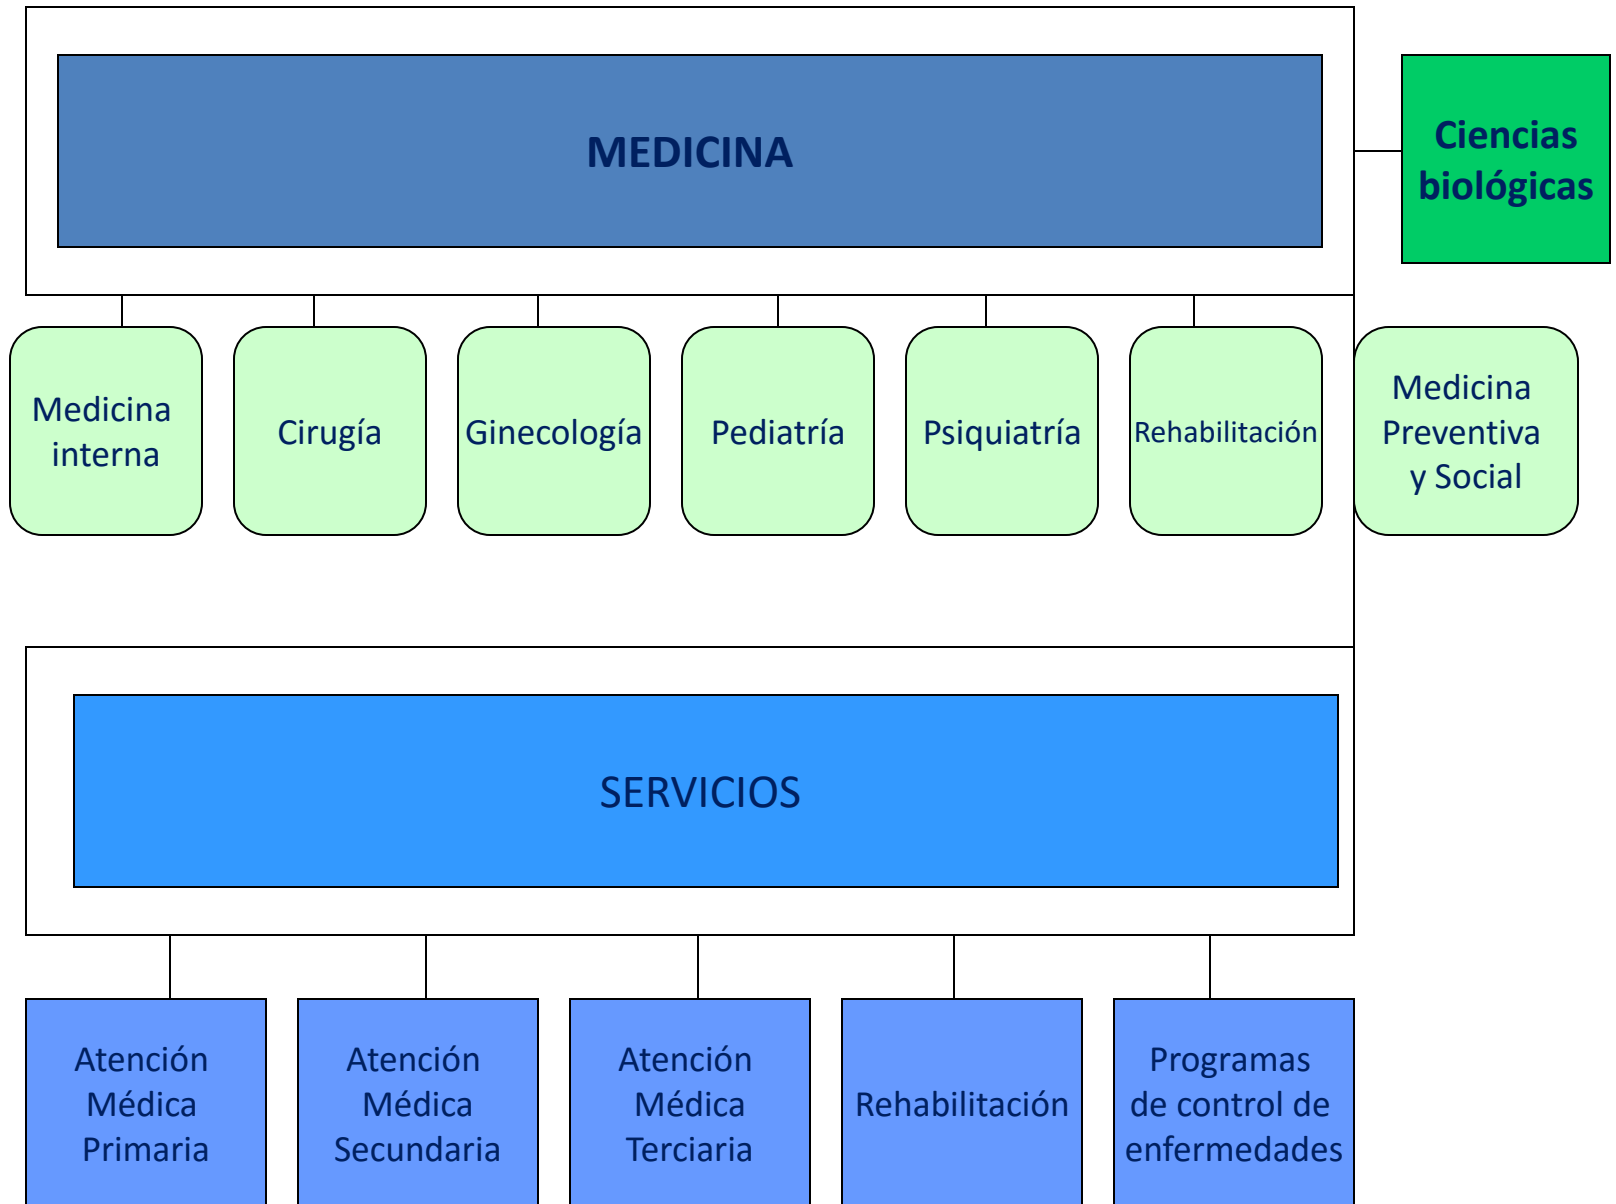 MEDICINA
Ciencias
biológicas
Medicina
interna
Cirugía
Ginecología
Pediatría
Psiquiatría
Rehabilitación
Medicina
Preventiva
y Social
SERVICIOS
Atención
Médica
Primaria
Atención
Médica
Secundaria
Atención
Médica
Terciaria
Rehabilitación
Programas
de control de
enfermedades